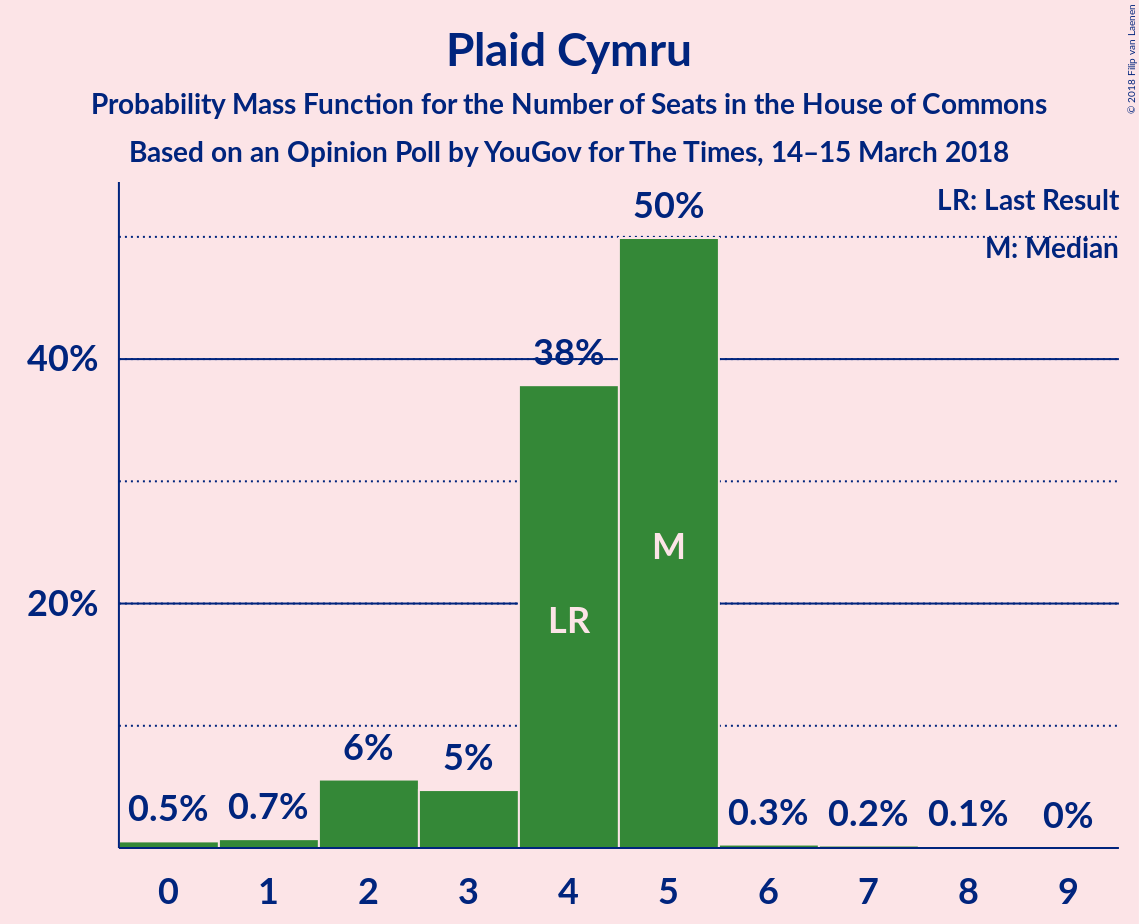 Plaid Cymru
Probability Mass Function for the Number of Seats in the House of Commons
Based on an Opinion Poll by YouGov for The Times, 14–15 March 2018
© 2018 Filip van Laenen
LR: Last Result
M: Median
50%
40%
38%
20%
M
LR
6%
5%
0.5%
0.7%
0.3%
0.2%
0.1%
0%
0 1 2 3 4 5 6 7 8 9